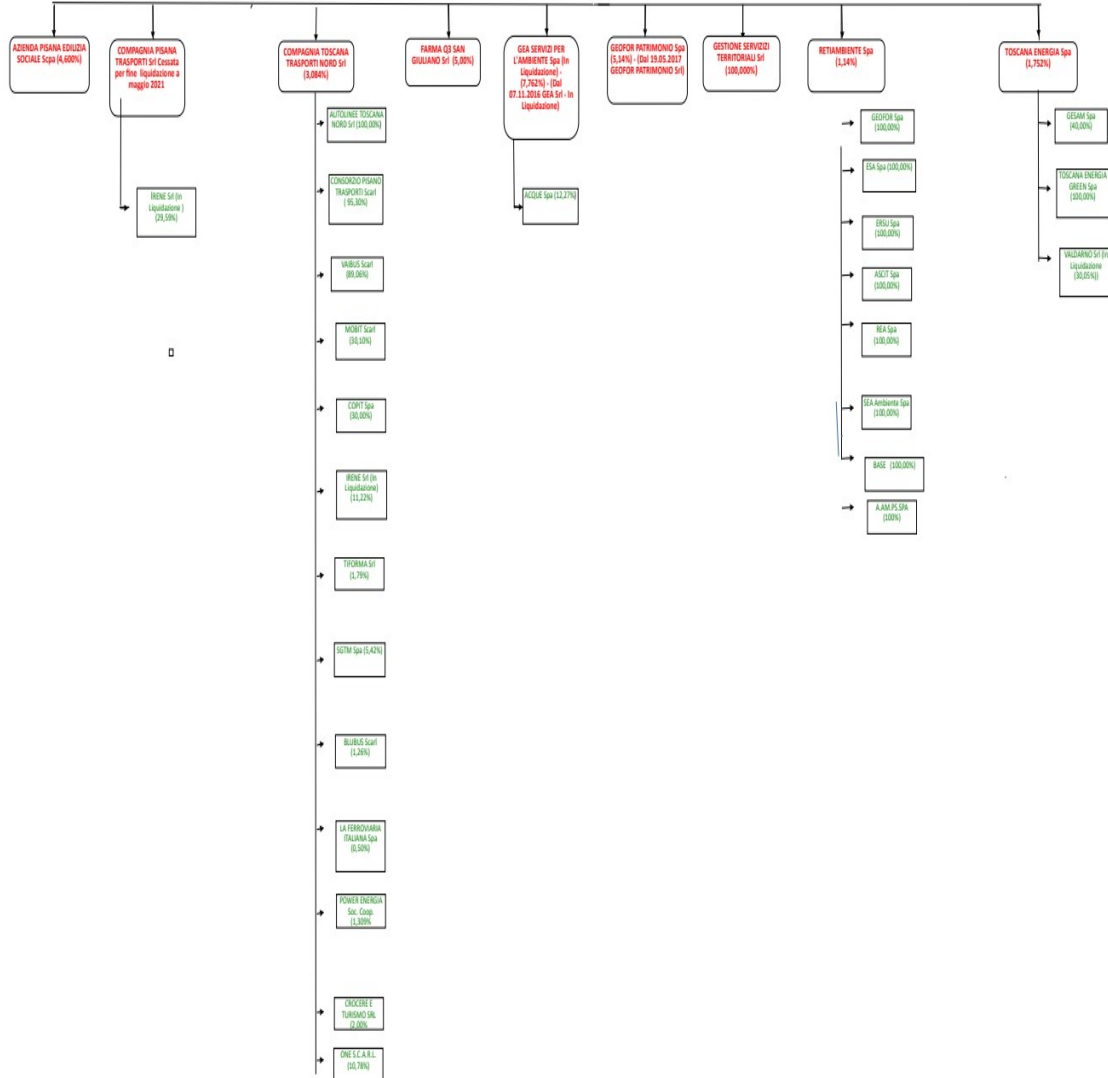 AZIENDA PISANA EDILIZIA
SOCIALE Scpa (4,600%)
COMPAGNIA PISANA
TRASPORTI Srl Cessata
per fine liquidazione a
maggio 2021
COMPAGNIA TOSCANA
TRASPORTI NORD Srl
(3,084%)
FARMA Q3 SAN
GIULIANO Srl (5,00%)
GEA SERVIZI PER
L'AMBIENTE Spa (In
Liquidazione) -
(7,762%) - (Dal
07.11.2016 GEA Srl - In
Liquidazione)
GEOFOR PATRIMONIO Spa
(5,14%) - (Dal 19.05.2017
GEOFOR PATRIMONIO Srl)
GESTIONE SERVIZIZI
TERRITORIALI Srl
(100,000%)
RETIAMBIENTE Spa
(1,14%)
TOSCANA ENERGIA Spa
(1,752%)
IRENE Srl (In
Liquidazione )
(29,59%)
AUTOLINEE TOSCANA
NORD Srl (100,00%)
CONSORZIO PISANO
TRASPORTI Scarl
( 95,30%)
VAIBUS Scarl
(89,06%)
MOBIT Scarl
(30,10%)
COPIT Spa
(30,00%)
IRENE Srl (In
Liquidazione)
(11,22%)
TIFORMA Srl
(1,79%)
SGTM Spa (5,42%)
BLUBUS Scarl
(1,26%)
LA FERROVIARIA
ITALIANA Spa
(0,50%)
POWER ENERGIA
Soc. Coop.
(1,309%
CROCERE E
TURISMO SRL
(2,00%
ONE S.C.A.R.L.
(10,78%)
ACQUE Spa (12,27%)
GEOFOR Spa
(100,00%)
ESA Spa (100,00%)
ERSU Spa
(100,00%)
ASCIT Spa
(100,00%)
REA Spa
(100,00%)
SEA Ambiente Spa
(100,00%)
BASE (100,00%)
A.AM.PS.SPA
(100%)
GESAM Spa
(40,00%)
TOSCANA ENERGIA
GREEN Spa
(100,00%)
VALDARNO Srl (In
Liquidazione
(30,05%))